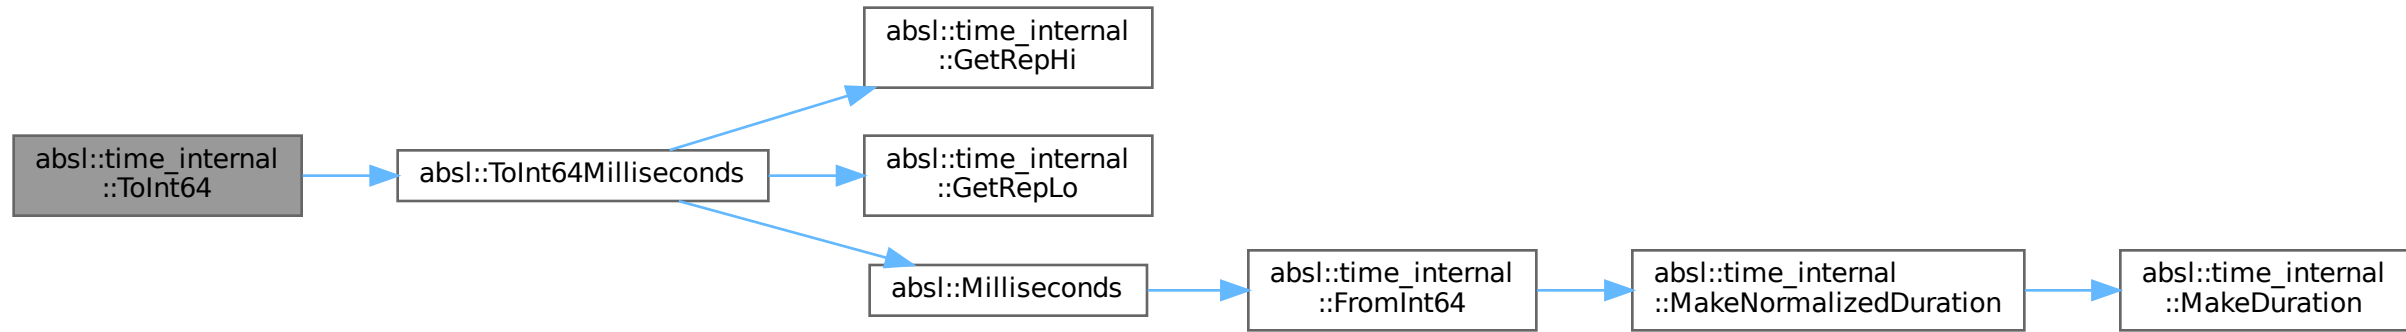 absl::time_internal
::ToInt64
absl::ToInt64Milliseconds
absl::time_internal
::GetRepHi
absl::time_internal
::GetRepLo
absl::Milliseconds
absl::time_internal
::FromInt64
absl::time_internal
::MakeNormalizedDuration
absl::time_internal
::MakeDuration